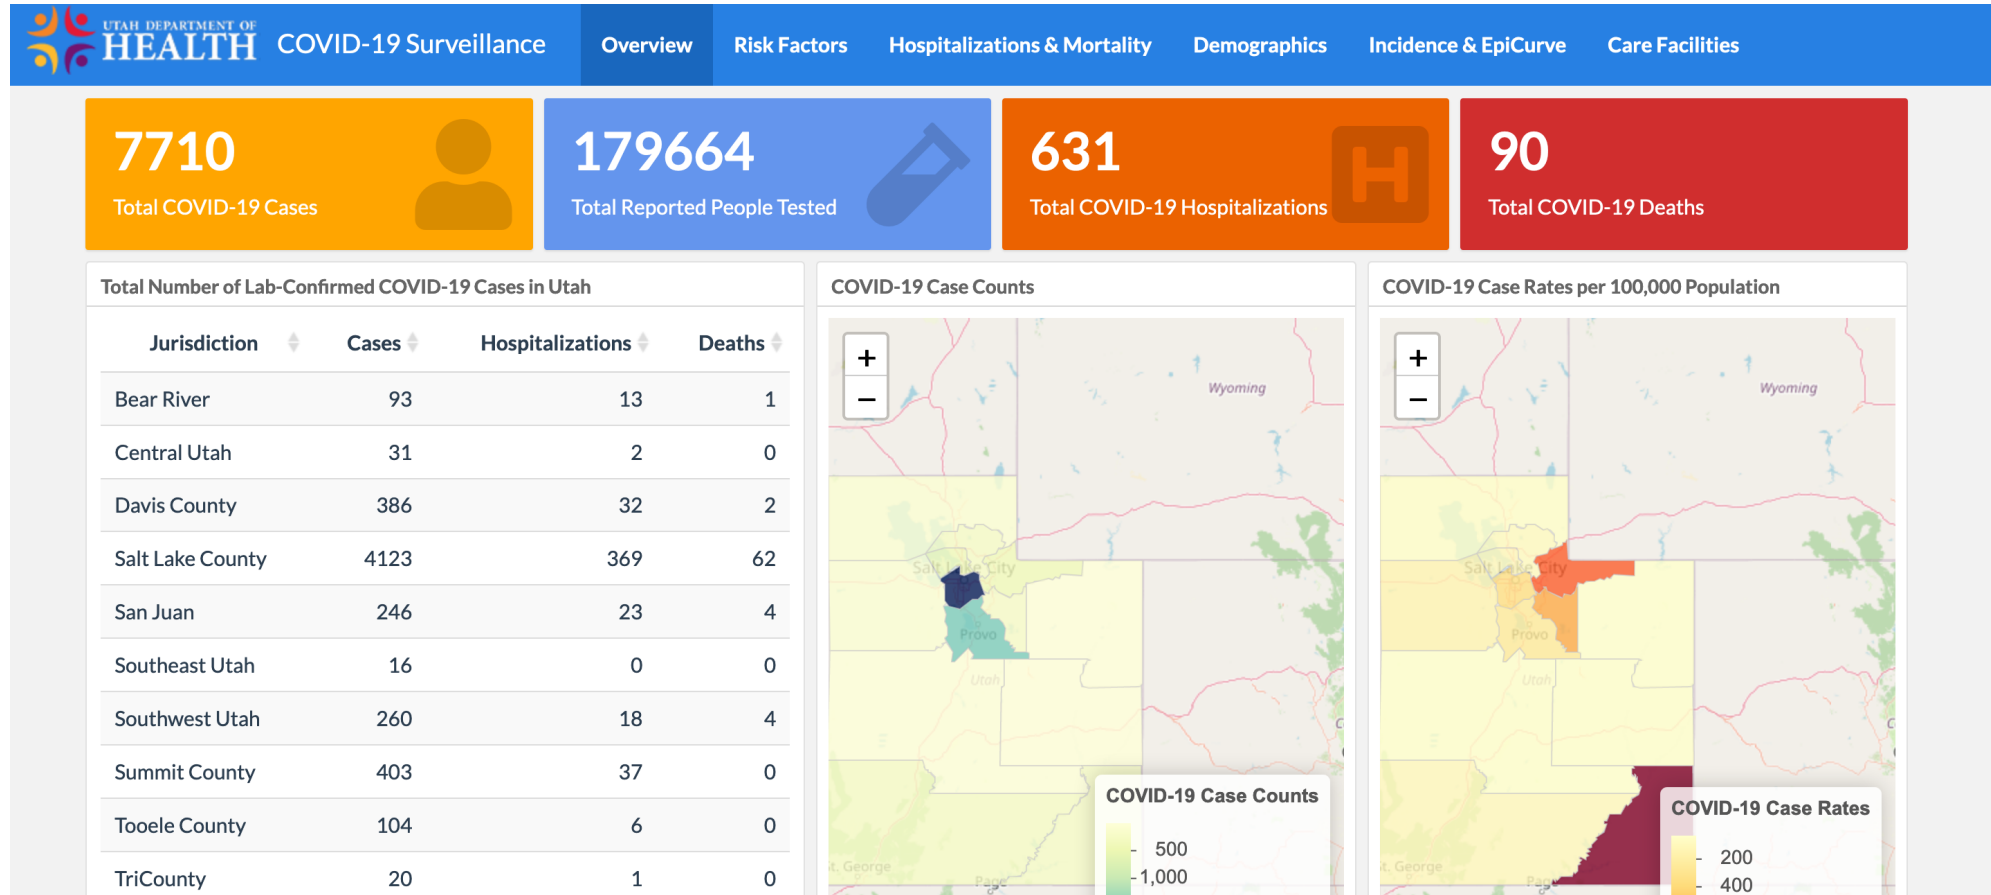 UTAH DEPARTMENT OF
HEALTH
COVID-19 Surveillance
Overview
Risk Factors
Hospitalizations & Mortality
Demographics
Incidence & EpiCurve
Care Facilities
7710
Total COVID-19 Cases
179664
Total Reported People Tested
631
Total COVID-19 Hospitalizations
H
90
Total COVID-19 Deaths
Total Number of Lab-Confirmed COVID-19 Cases in Utah
Jurisdiction Cases Hospitalizations Deaths
Bear River 93 13 1
Central Utah 31 2 0
Davis County 386 32 2
Salt Lake County 4123 369 62
San Juan 246 23 4
Southeast Utah 16 0 0
Southwest Utah 260 18 4
Summit County 403 37 0
Tooele County 104 6 0
TriCounty 20 1 0
COVID-19 Case Counts
+
−
Wyoming
Salt Lake City
Provo
Utah
St. George
Page
COVID-19 Case Counts
500
1,000
COVID-19 Case Rates per 100,000 Population
+
−
Wyoming
Salt Lake City
Provo
Utah
St. George
Page
COVID-19 Case Rates
200
400